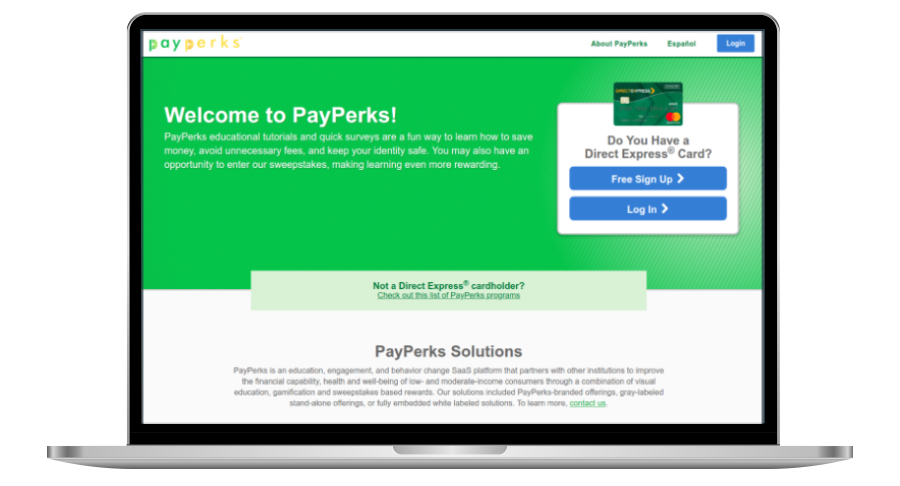 payperks
About PayPerks
Español
Login
Welcome to PayPerks!
PayPerks educational tutorials and quick surveys are a fun way to learn how to save
money, avoid unnecessary fees, and keep your identity safe. You may also have an
opportunity to enter our sweepstakes, making learning even more rewarding.
DIRECT EXPRESS
Do You Have a
Direct Express® Card?
Free Sign Up
Log In
Not a Direct Express® cardholder?
Check out this list of PayPerks programs
PayPerks Solutions
PayPerks is an education, engagement, and behavior change SaaS platform that partners with other institutions to improve
the financial capability, health and well-being of low- and moderate-income consumers through a combination of visual
education, gamification and sweepstakes based rewards. Our solutions included PayPerks-branded offerings, gray-labeled
stand-alone offerings, or fully embedded white labeled solutions. To learn more, contact us.